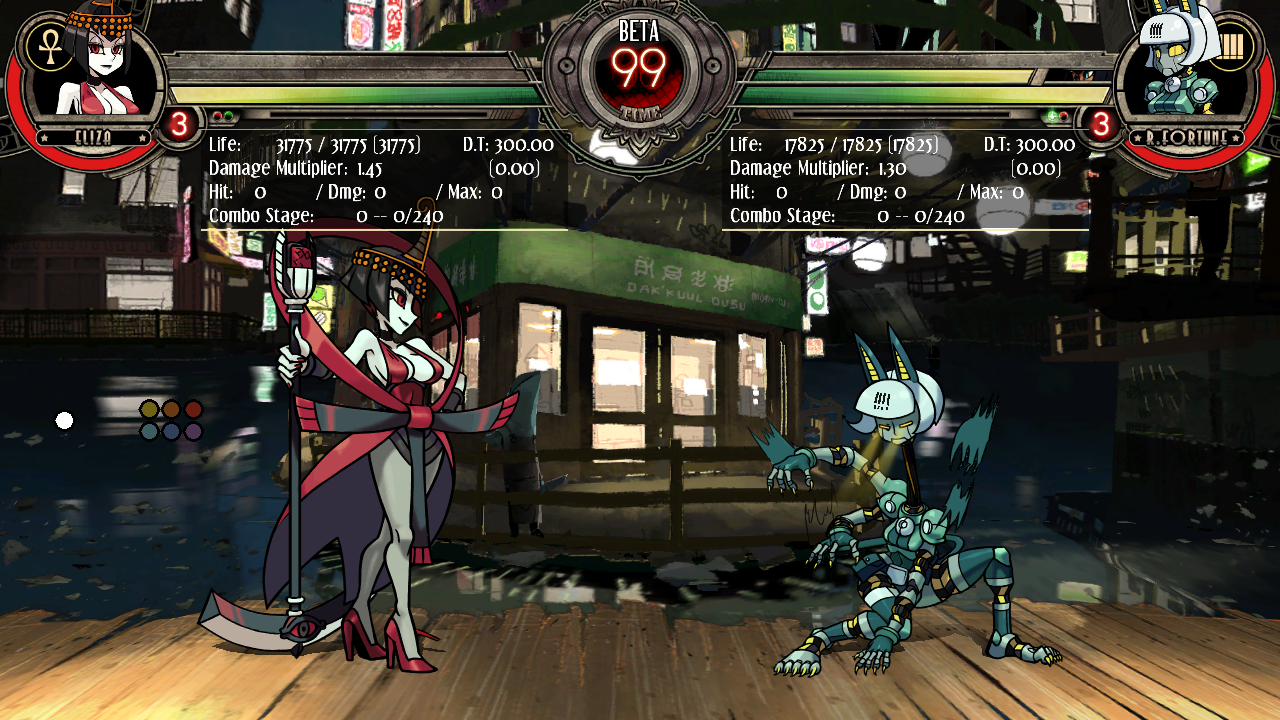 BETA
99
TIME
ELIZA
3
3
R.FORTUNE
Life: 31775 / 31775 (31775) D.T: 300.00
Damage Multiplier: 1.45 (0.00)
Hit: 0 / Dmg: 0 / Max: 0
Combo Stage: 0 -- 0/240
Life: 17825 / 17825 (17825) D.T: 300.00
Damage Multiplier: 1.30 (0.00)
Hit: 0 / Dmg: 0 / Max: 0
Combo Stage: 0 -- 0/240
DAK'KUUL OUSU